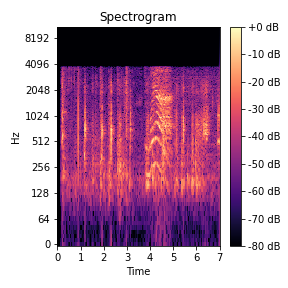 Spectrogram
8192
4096
2048
1024
512
256
128
64
0
Hz
0 1 2 3 4 5 6 7
Time
+0 dB
-10 dB
-20 dB
-30 dB
-40 dB
-50 dB
-60 dB
-70 dB
-80 dB